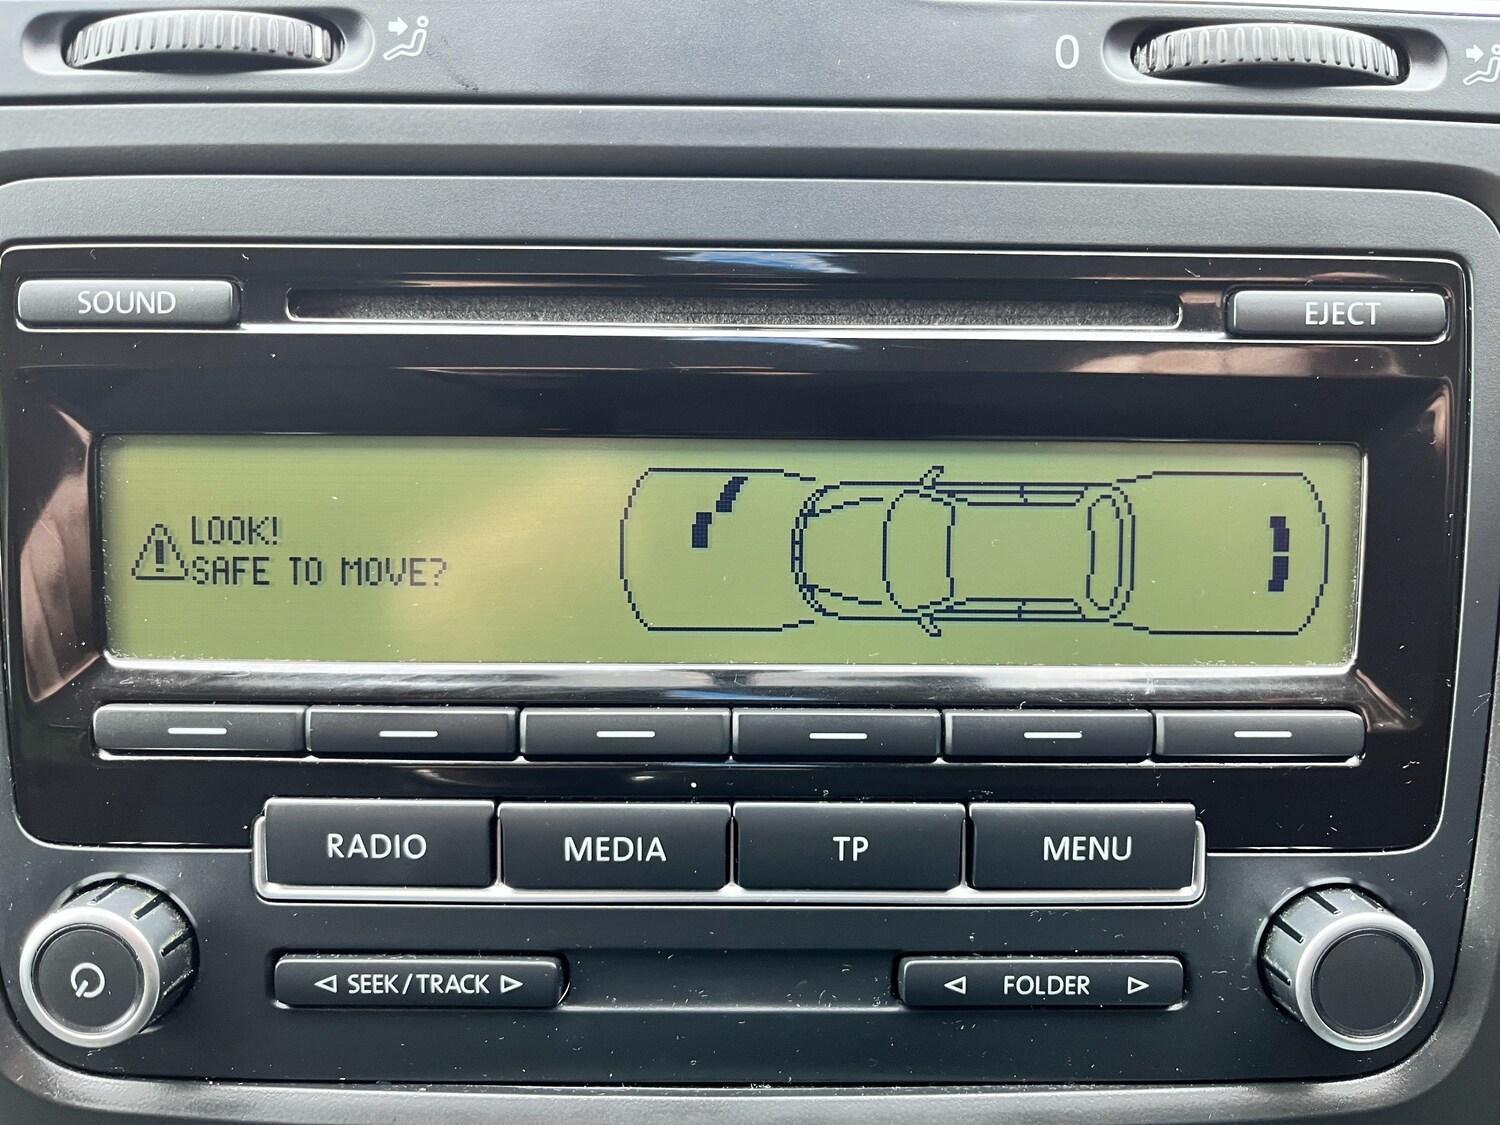 0
SOUND
EJECT
LOOK!
SAFE TO MOVE?
RADIO
MEDIA
TP
MENU
SEEK/TRACK
FOLDER